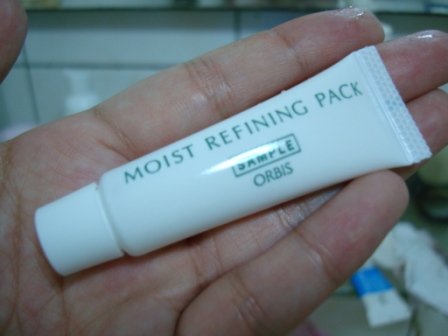 MOIST REFINING PACK
SAMPLE
ORBIS